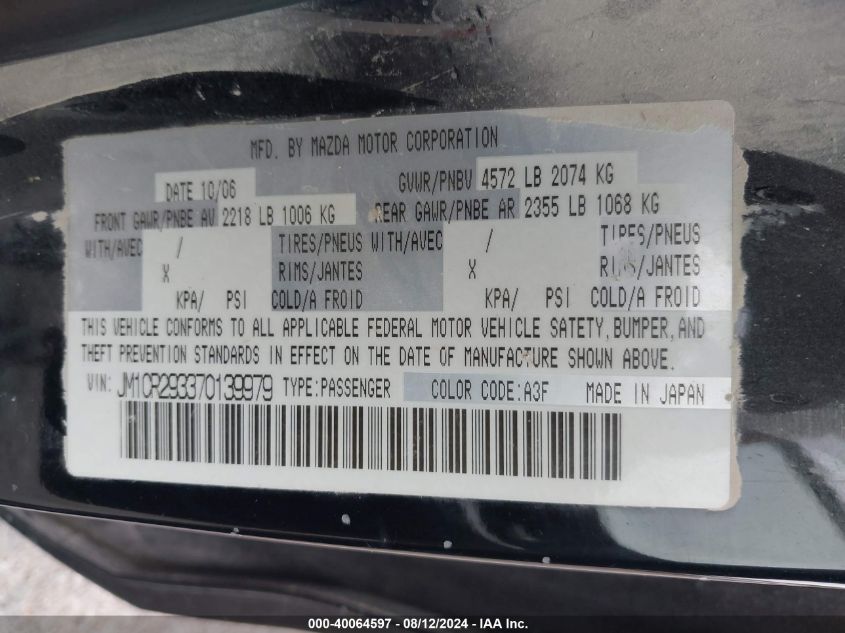 MFD. BY MAZDA MOTOR CORPORATION
DATE 10/06 GVWR/PNBV 4572 LB 2074 KG
FRONT GAWR/PNBE AV 2218 LB 1006 KG REAR GAWR/PNBE AR 2355 LB 1068 KG
WITH/AVEC / TIRES/PNEUS WITH/AVEC / TIRES/PNEUS
X RIMS/JANTES X RIMS/JANTES
KPA/ PSI COLD/A FROID KPA/ PSI COLD/A FROID
THIS VEHICLE CONFORMS TO ALL APPLICABLE FEDERAL MOTOR VEHICLE SAFETY, BUMPER, AND
THEFT PREVENTION STANDARDS IN EFFECT ON THE DATE OF MANUFACTURE SHOWN ABOVE.
VIN: JM1CR293370139979 TYPE:PASSENGER COLOR CODE:A3F MADE IN JAPAN
000-40064597 - 08/12/2024 - IAA Inc.